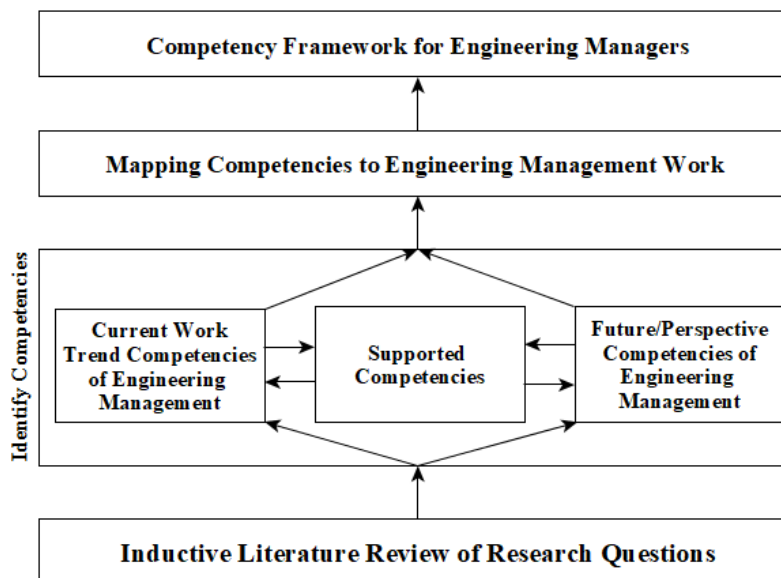 Competency Framework for Engineering Managers
Mapping Competencies to Engineering Management Work
Identify Competencies
Current Work
Trend Competencies
of Engineering
Management
Supported
Competencies
Future/Perspective
Competencies of
Engineering
Management
Inductive Literature Review of Research Questions